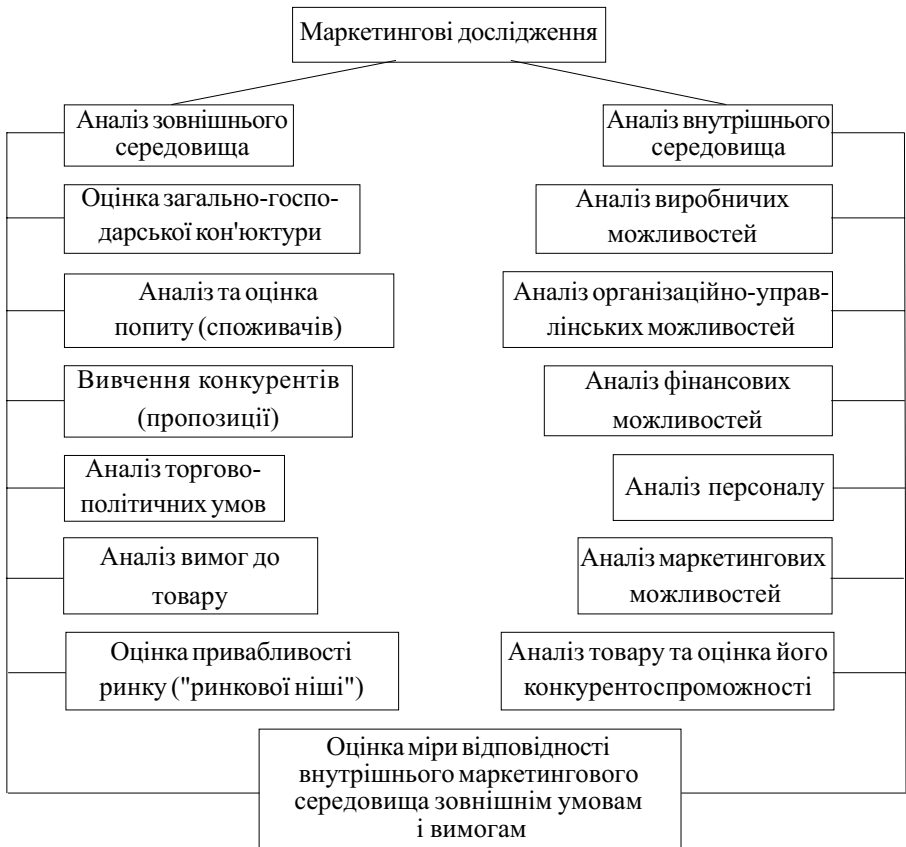 Маркетингові дослідження
Аналіз зовнішнього
середовища
Аналіз внутрішнього
середовища
Оцінка загально-госпо-
дарської кон'юктури
Аналіз виробничих
можливостей
Аналіз та оцінка
попиту (споживачів)
Аналіз організаційно-управ-
лінських можливостей
Вивчення конкурентів
(пропозиції)
Аналіз фінансових
можливостей
Аналіз торгово-
політичних умов
Аналіз персоналу
Аналіз вимог до
товару
Аналіз маркетингових
можливостей
Оцінка привабливості
ринку ("ринкової ніші")
Аналіз товару та оцінка його
конкурентоспроможності
Оцінка міри відповідності
внутрішнього маркетингового
середовища зовнішнім умовам
і вимогам